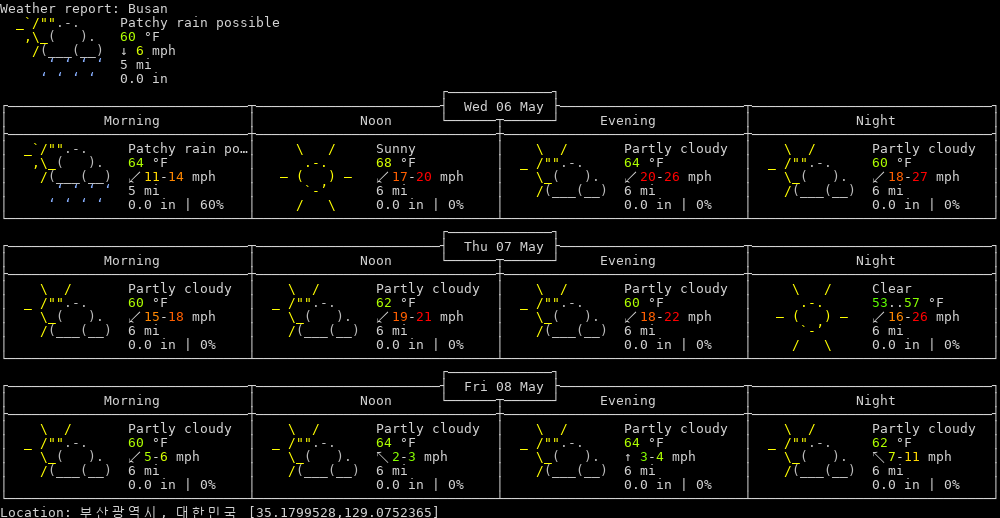 Weather report: Busan
Patchy rain possible
60 °F
↓ 6 mph
5 mi
0.0 in
Wed 06 May
Morning Noon Evening Night
Patchy rain po… Sunny Partly cloudy Partly cloudy
64 °F 68 °F 64 °F 60 °F
↙ 11-14 mph ↙ 17-20 mph ↙ 20-26 mph ↙ 18-27 mph
5 mi 6 mi 6 mi 6 mi
0.0 in | 60% 0.0 in | 0% 0.0 in | 0% 0.0 in | 0%
Thu 07 May
Morning Noon Evening Night
Partly cloudy Partly cloudy Partly cloudy Clear
60 °F 62 °F 60 °F 53..57 °F
↙ 15-18 mph ↙ 19-21 mph ↙ 18-22 mph ↙ 16-26 mph
6 mi 6 mi 6 mi 6 mi
0.0 in | 0% 0.0 in | 0% 0.0 in | 0% 0.0 in | 0%
Fri 08 May
Morning Noon Evening Night
Partly cloudy Partly cloudy Partly cloudy Partly cloudy
60 °F 64 °F 64 °F 62 °F
↙ 5-6 mph ↖ 2-3 mph ↑ 3-4 mph ↖ 7-11 mph
6 mi 6 mi 6 mi 6 mi
0.0 in | 0% 0.0 in | 0% 0.0 in | 0% 0.0 in | 0%
Location: 부산광역시, 대한민국 [35.1799528,129.0752365]